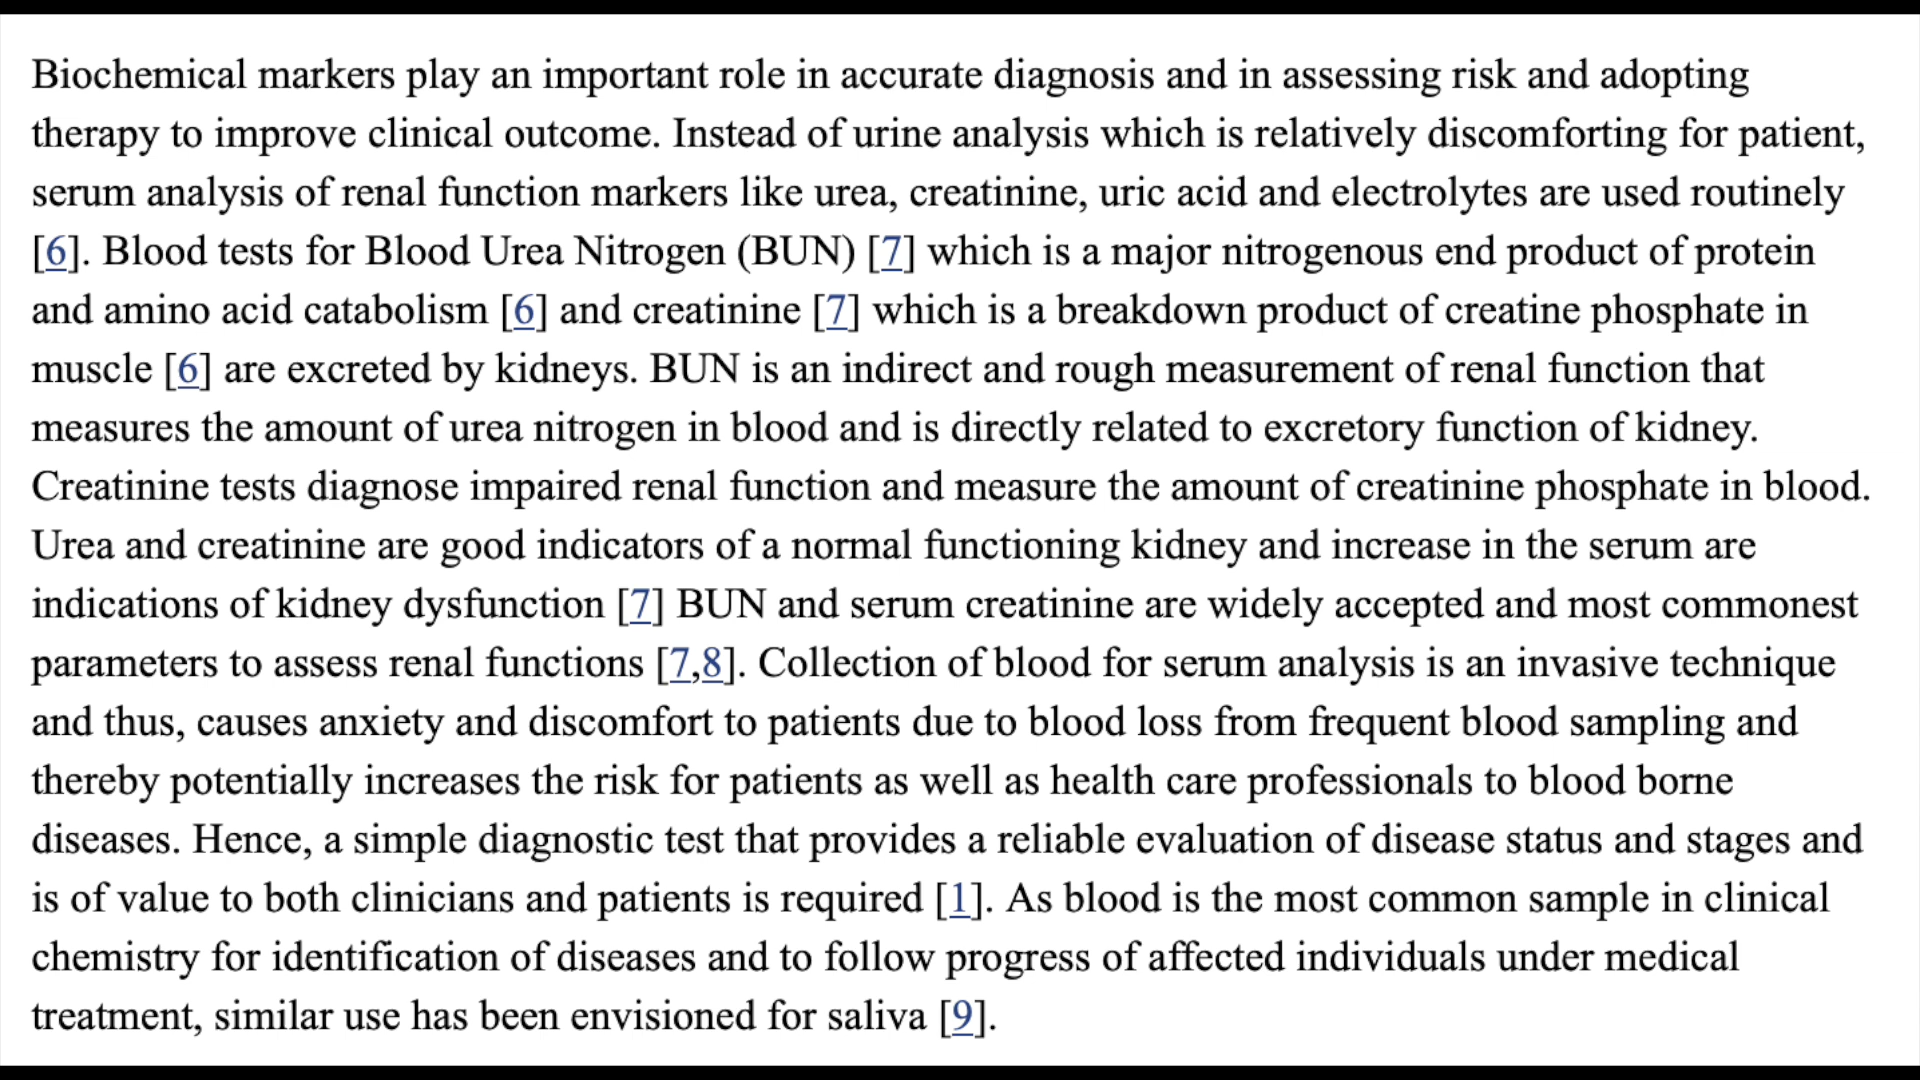 Biochemical markers play an important role in accurate diagnosis and in assessing risk and adopting
therapy to improve clinical outcome. Instead of urine analysis which is relatively discomforting for patient,
serum analysis of renal function markers like urea, creatinine, uric acid and electrolytes are used routinely
[6]. Blood tests for Blood Urea Nitrogen (BUN) [7] which is a major nitrogenous end product of protein
and amino acid catabolism [6] and creatinine [7] which is a breakdown product of creatine phosphate in
muscle [6] are excreted by kidneys. BUN is an indirect and rough measurement of renal function that
measures the amount of urea nitrogen in blood and is directly related to excretory function of kidney.
Creatinine tests diagnose impaired renal function and measure the amount of creatinine phosphate in blood.
Urea and creatinine are good indicators of a normal functioning kidney and increase in the serum are
indications of kidney dysfunction [7] BUN and serum creatinine are widely accepted and most commonest
parameters to assess renal functions [7,8]. Collection of blood for serum analysis is an invasive technique
and thus, causes anxiety and discomfort to patients due to blood loss from frequent blood sampling and
thereby potentially increases the risk for patients as well as health care professionals to blood borne
diseases. Hence, a simple diagnostic test that provides a reliable evaluation of disease status and stages and
is of value to both clinicians and patients is required [1]. As blood is the most common sample in clinical
chemistry for identification of diseases and to follow progress of affected individuals under medical
treatment, similar use has been envisioned for saliva [9].